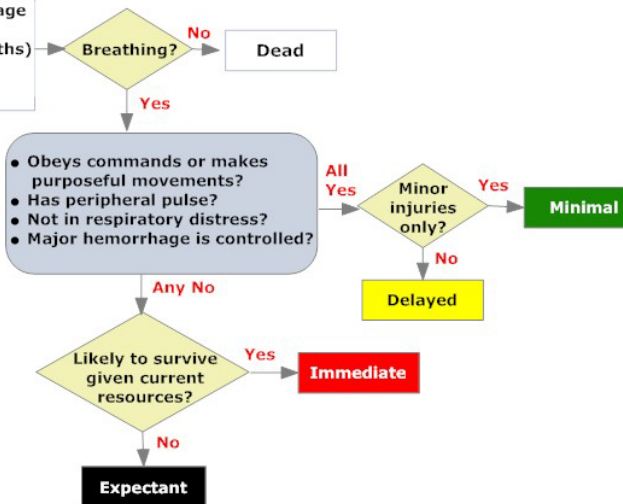 age
ths)
Breathing?
No
Dead
Yes
• Obeys commands or makes
purposeful movements?
• Has peripheral pulse?
• Not in respiratory distress?
• Major hemorrhage is controlled?
All
Yes
Minor
injuries
only?
Yes
Minimal
No
Delayed
Any No
Likely to survive
given current
resources?
Yes
Immediate
No
Expectant